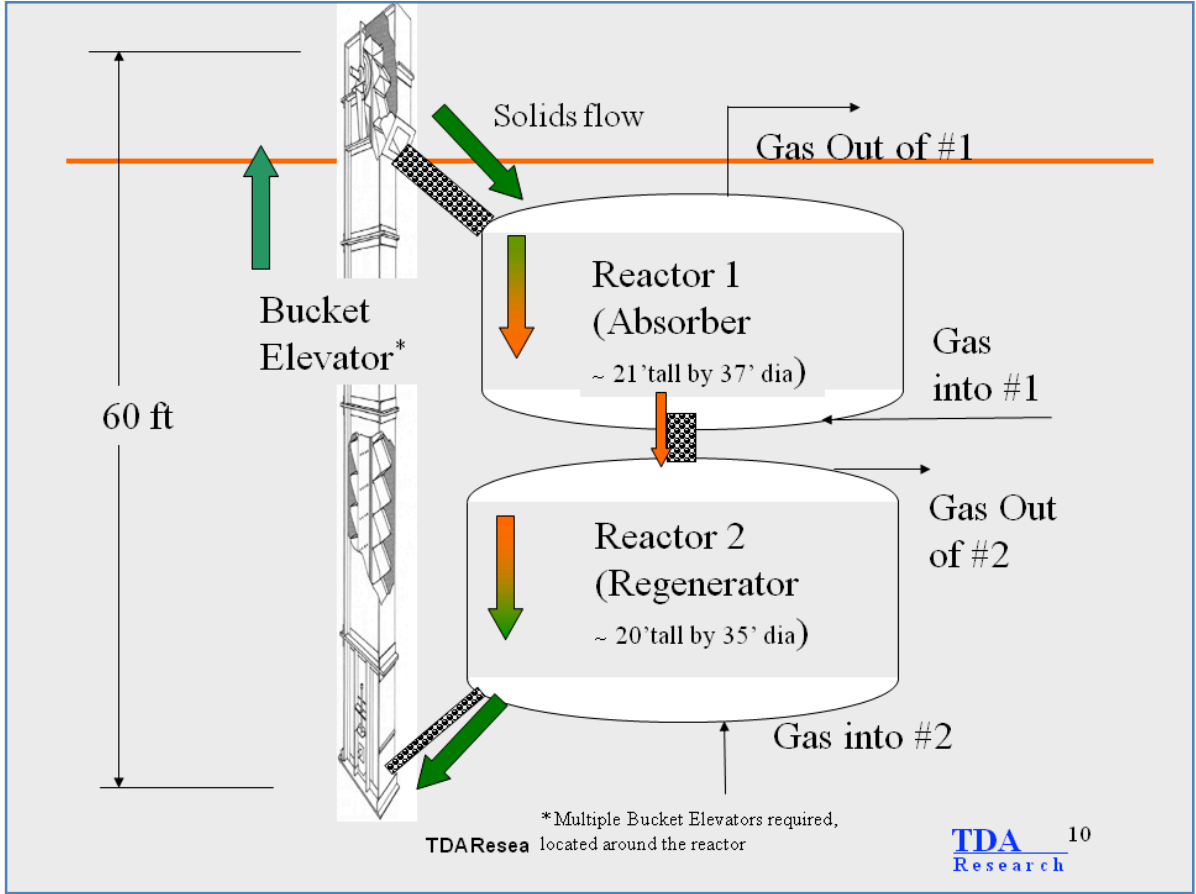 Solids flow
Gas Out of #1
Reactor 1
(Absorber
~ 21'tall by 37' dia)
Bucket
Elevator*
Gas
into #1
60 ft
Gas Out
of #2
Reactor 2
(Regenerator
~ 20'tall by 35' dia)
Gas into #2
* Multiple Bucket Elevators required,
located around the reactor
TDA Resea
TDA
Research
10